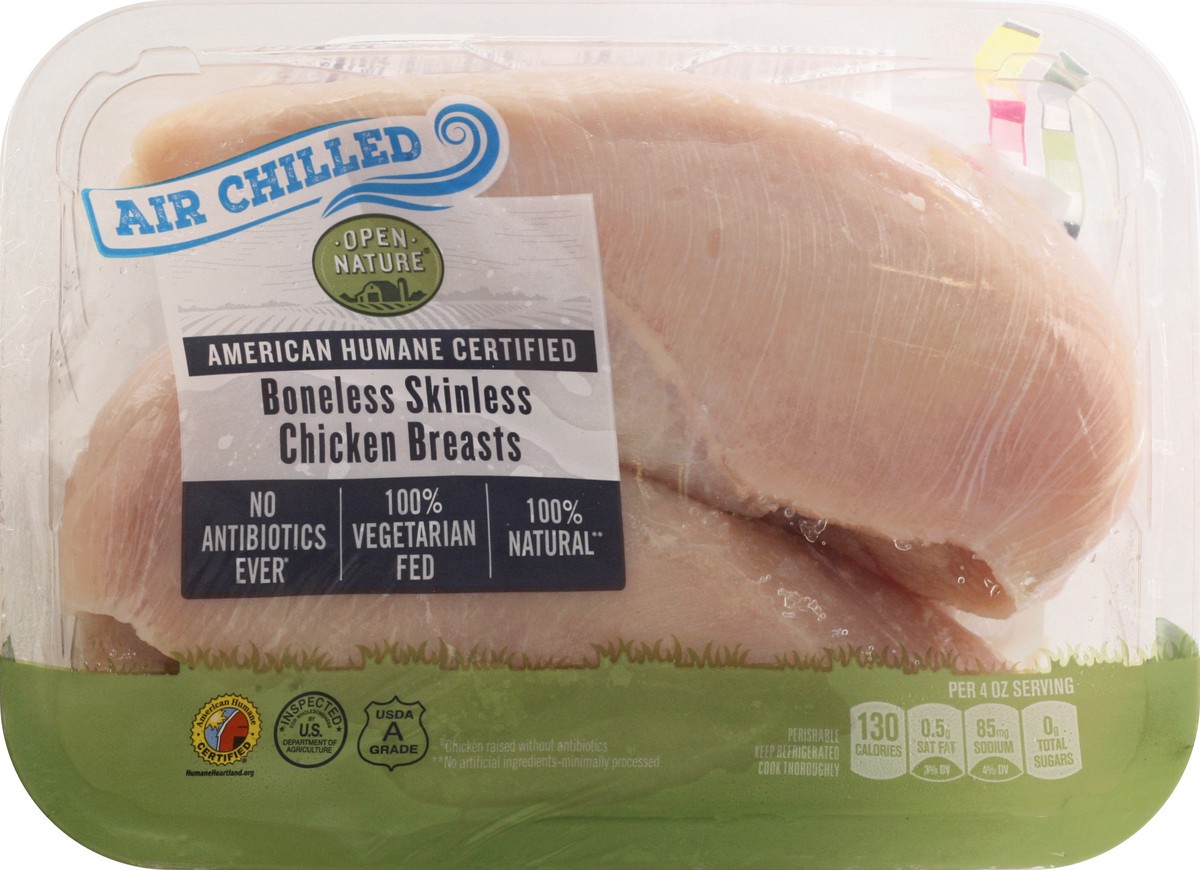 AIR CHILLED
·OPEN·
NATURE®
AMERICAN HUMANE CERTIFIED
Boneless Skinless
Chicken Breasts
NO
ANTIBIOTICS
EVER*
100%
VEGETARIAN
FED
100%
NATURAL**
American Humane
CERTIFIED
HumaneHeartland.org
INSPECTED
FOR WHOLESOMENESS
BY
U.S.
DEPARTMENT OF
AGRICULTURE
USDA
A
GRADE
*Chicken raised without antibiotics
**No artificial ingredients-minimally processed
PERISHABLE
KEEP REFRIGERATED
COOK THOROUGHLY
PER 4 OZ SERVING
130
CALORIES
0.5g
SAT FAT
3% DV
85mg
SODIUM
4% DV
0g
TOTAL
SUGARS